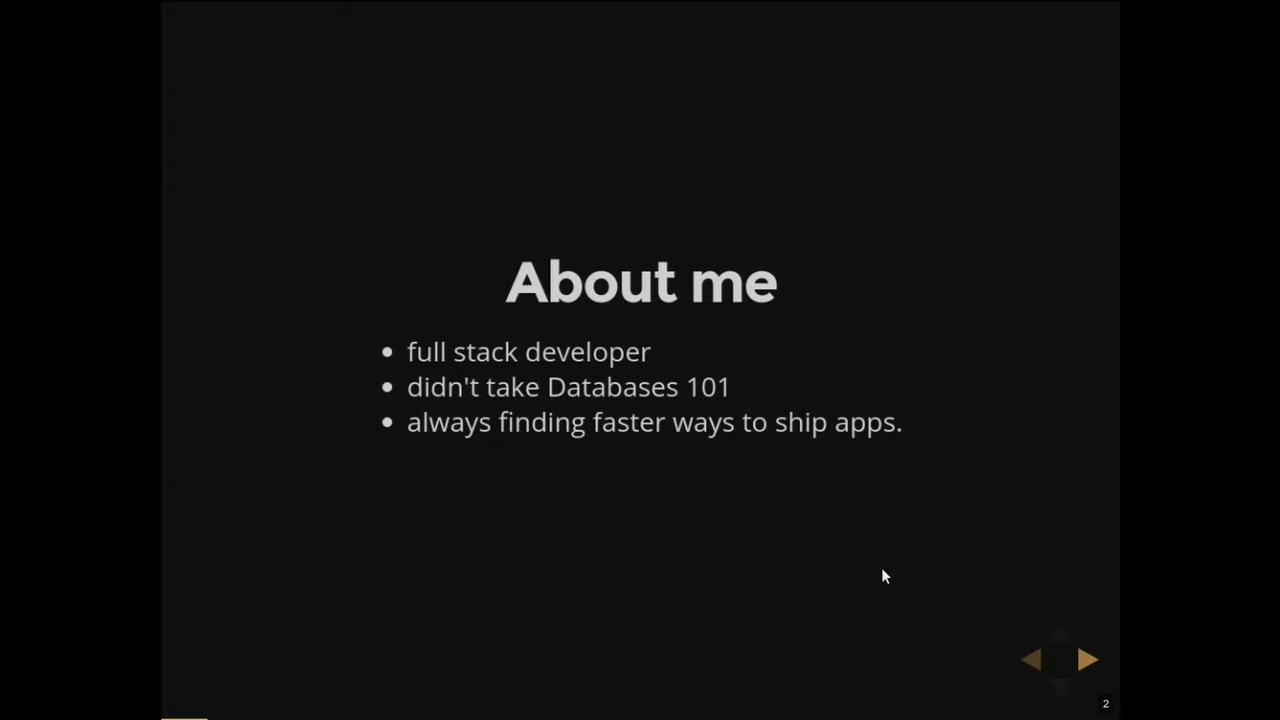 About me
full stack developer
didn't take Databases 101
always finding faster ways to ship apps.
2